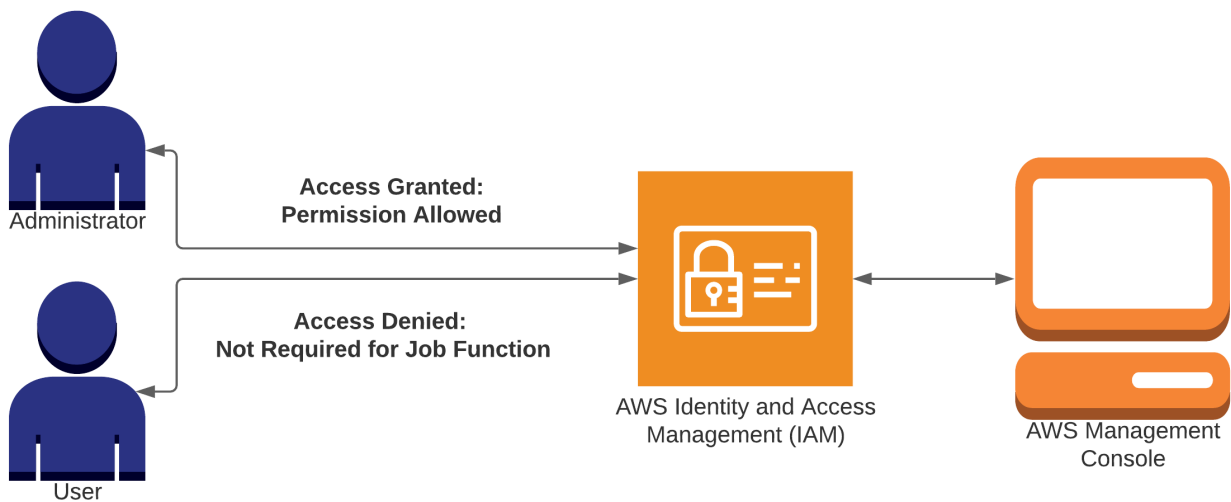 Administrator
Access Granted:
Permission Allowed
Access Denied:
Not Required for Job Function
User
AWS Identity and Access
Management (IAM)
AWS Management
Console